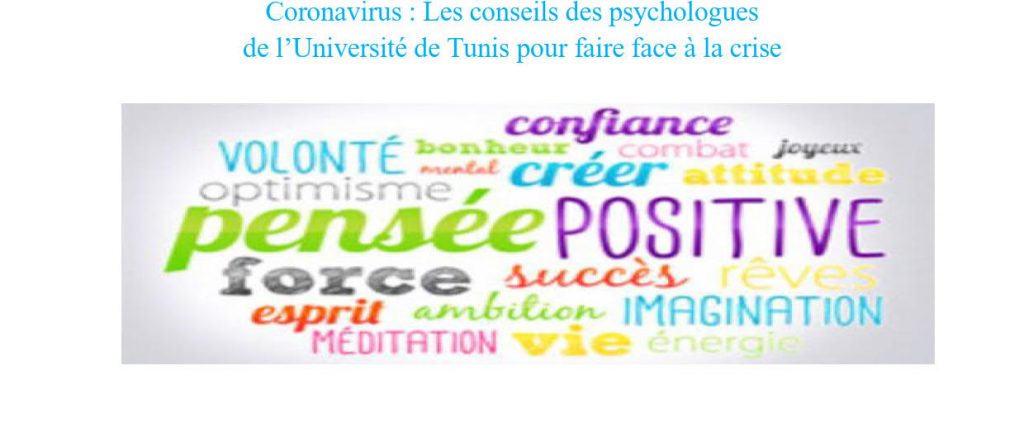 Coronavirus : Les conseils des psychologues
de l’Université de Tunis pour faire face à la crise
confiance
VOLONTÉ bonheur combat joyeux
mental créer attitude
optimisme
pensée POSITIVE
force succès rêves
esprit ambition IMAGINATION
MÉDITATION vie énergie